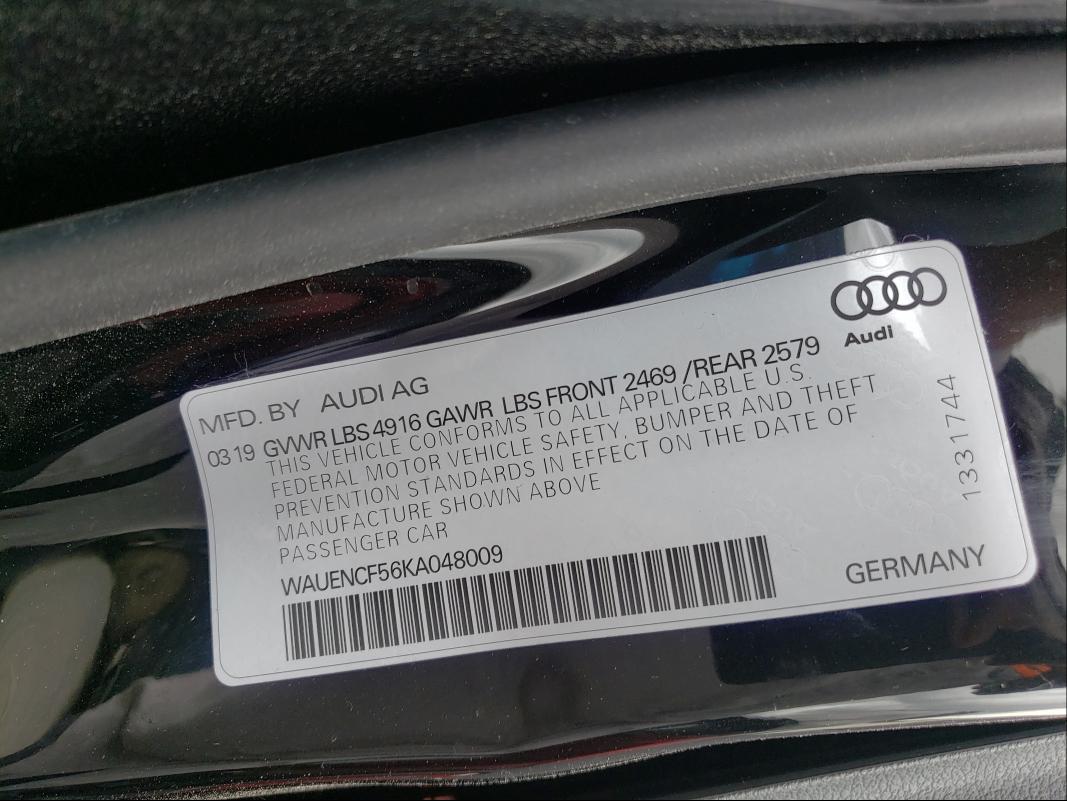 Audi
MFD. BY AUDI AG
03 19 GVWR LBS 4916 GAWR LBS FRONT 2469 /REAR 2579
THIS VEHICLE CONFORMS TO ALL APPLICABLE U.S.
FEDERAL MOTOR VEHICLE SAFETY, BUMPER AND THEFT
PREVENTION STANDARDS IN EFFECT ON THE DATE OF
MANUFACTURE SHOWN ABOVE
PASSENGER CAR
WAUENCF56KA048009
GERMANY
1331744